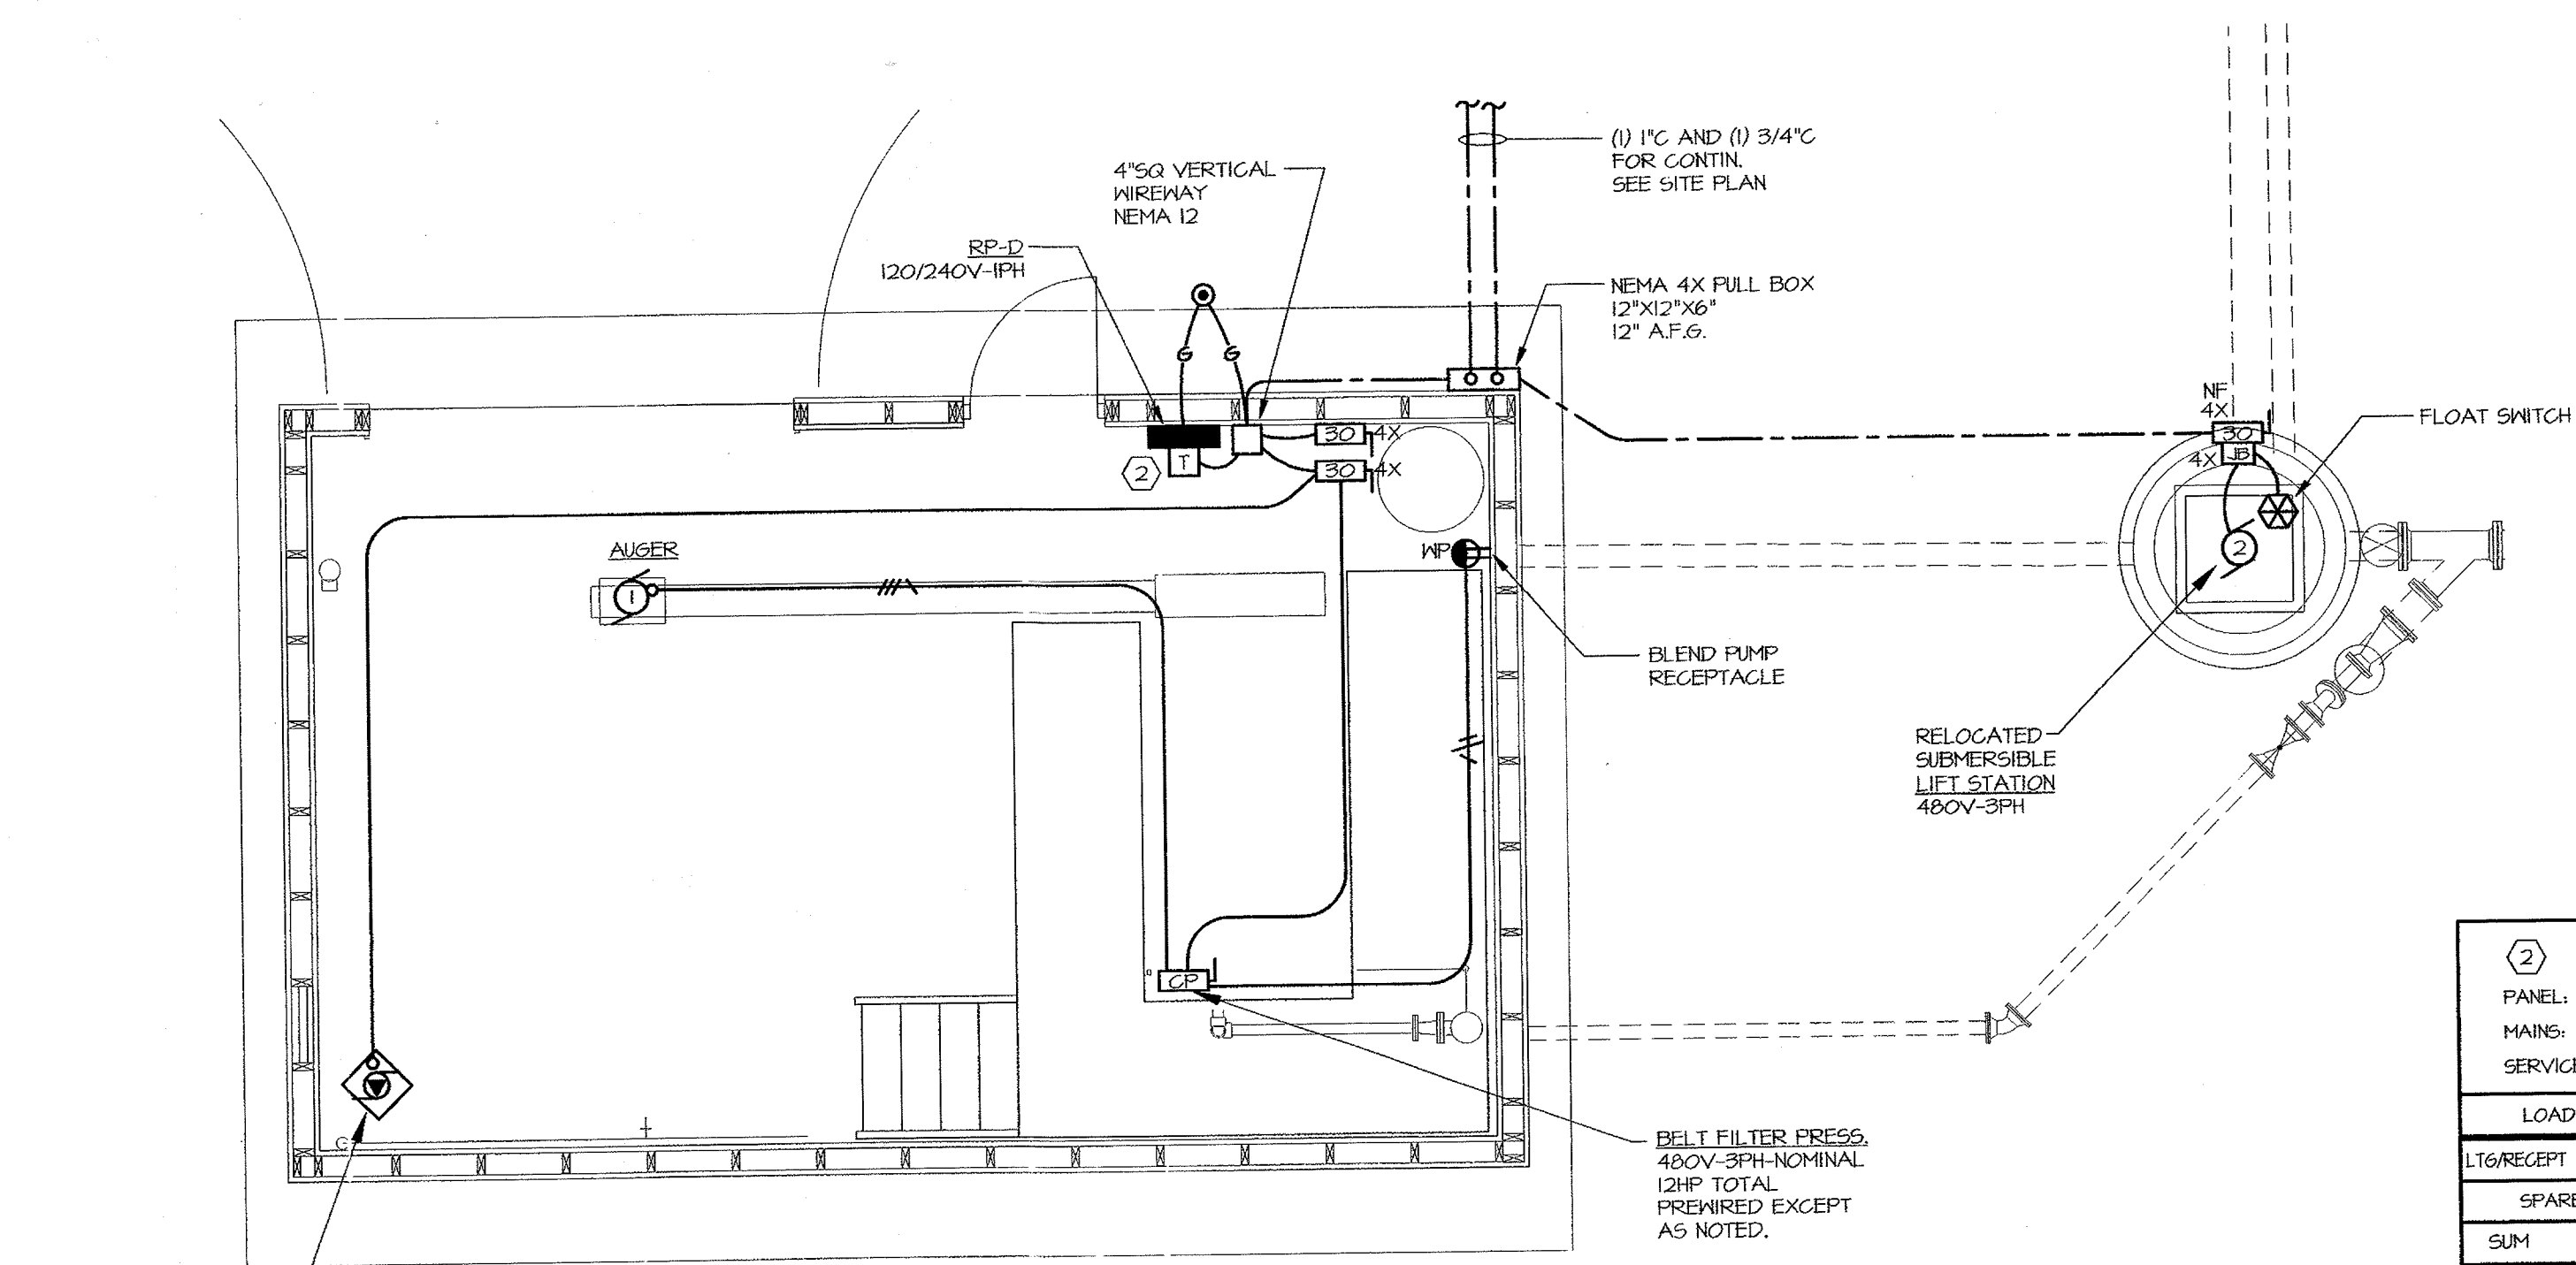 (1) 1"C AND (1) 3/4"C
FOR CONTIN.
SEE SITE PLAN
4"SQ VERTICAL
WIREWAY
NEMA 12
RP-D
120/240V-1PH
NEMA 4X PULL BOX
12"X12"X6"
12" A.F.G.
G G
NF
4X
30
4X JB
FLOAT SWITCH
30 4X
T
2
30 4X
AUGER
1
WP
2
BLEND PUMP
RECEPTACLE
RELOCATED
SUBMERSIBLE
LIFT STATION
480V-3PH
CP
BELT FILTER PRESS.
480V-3PH-NOMINAL
12HP TOTAL
PREWIRED EXCEPT
AS NOTED.
2
PANEL:
MAINS:
SERVICE
LOAD
LTG/RECEPT
SPARE
SUM